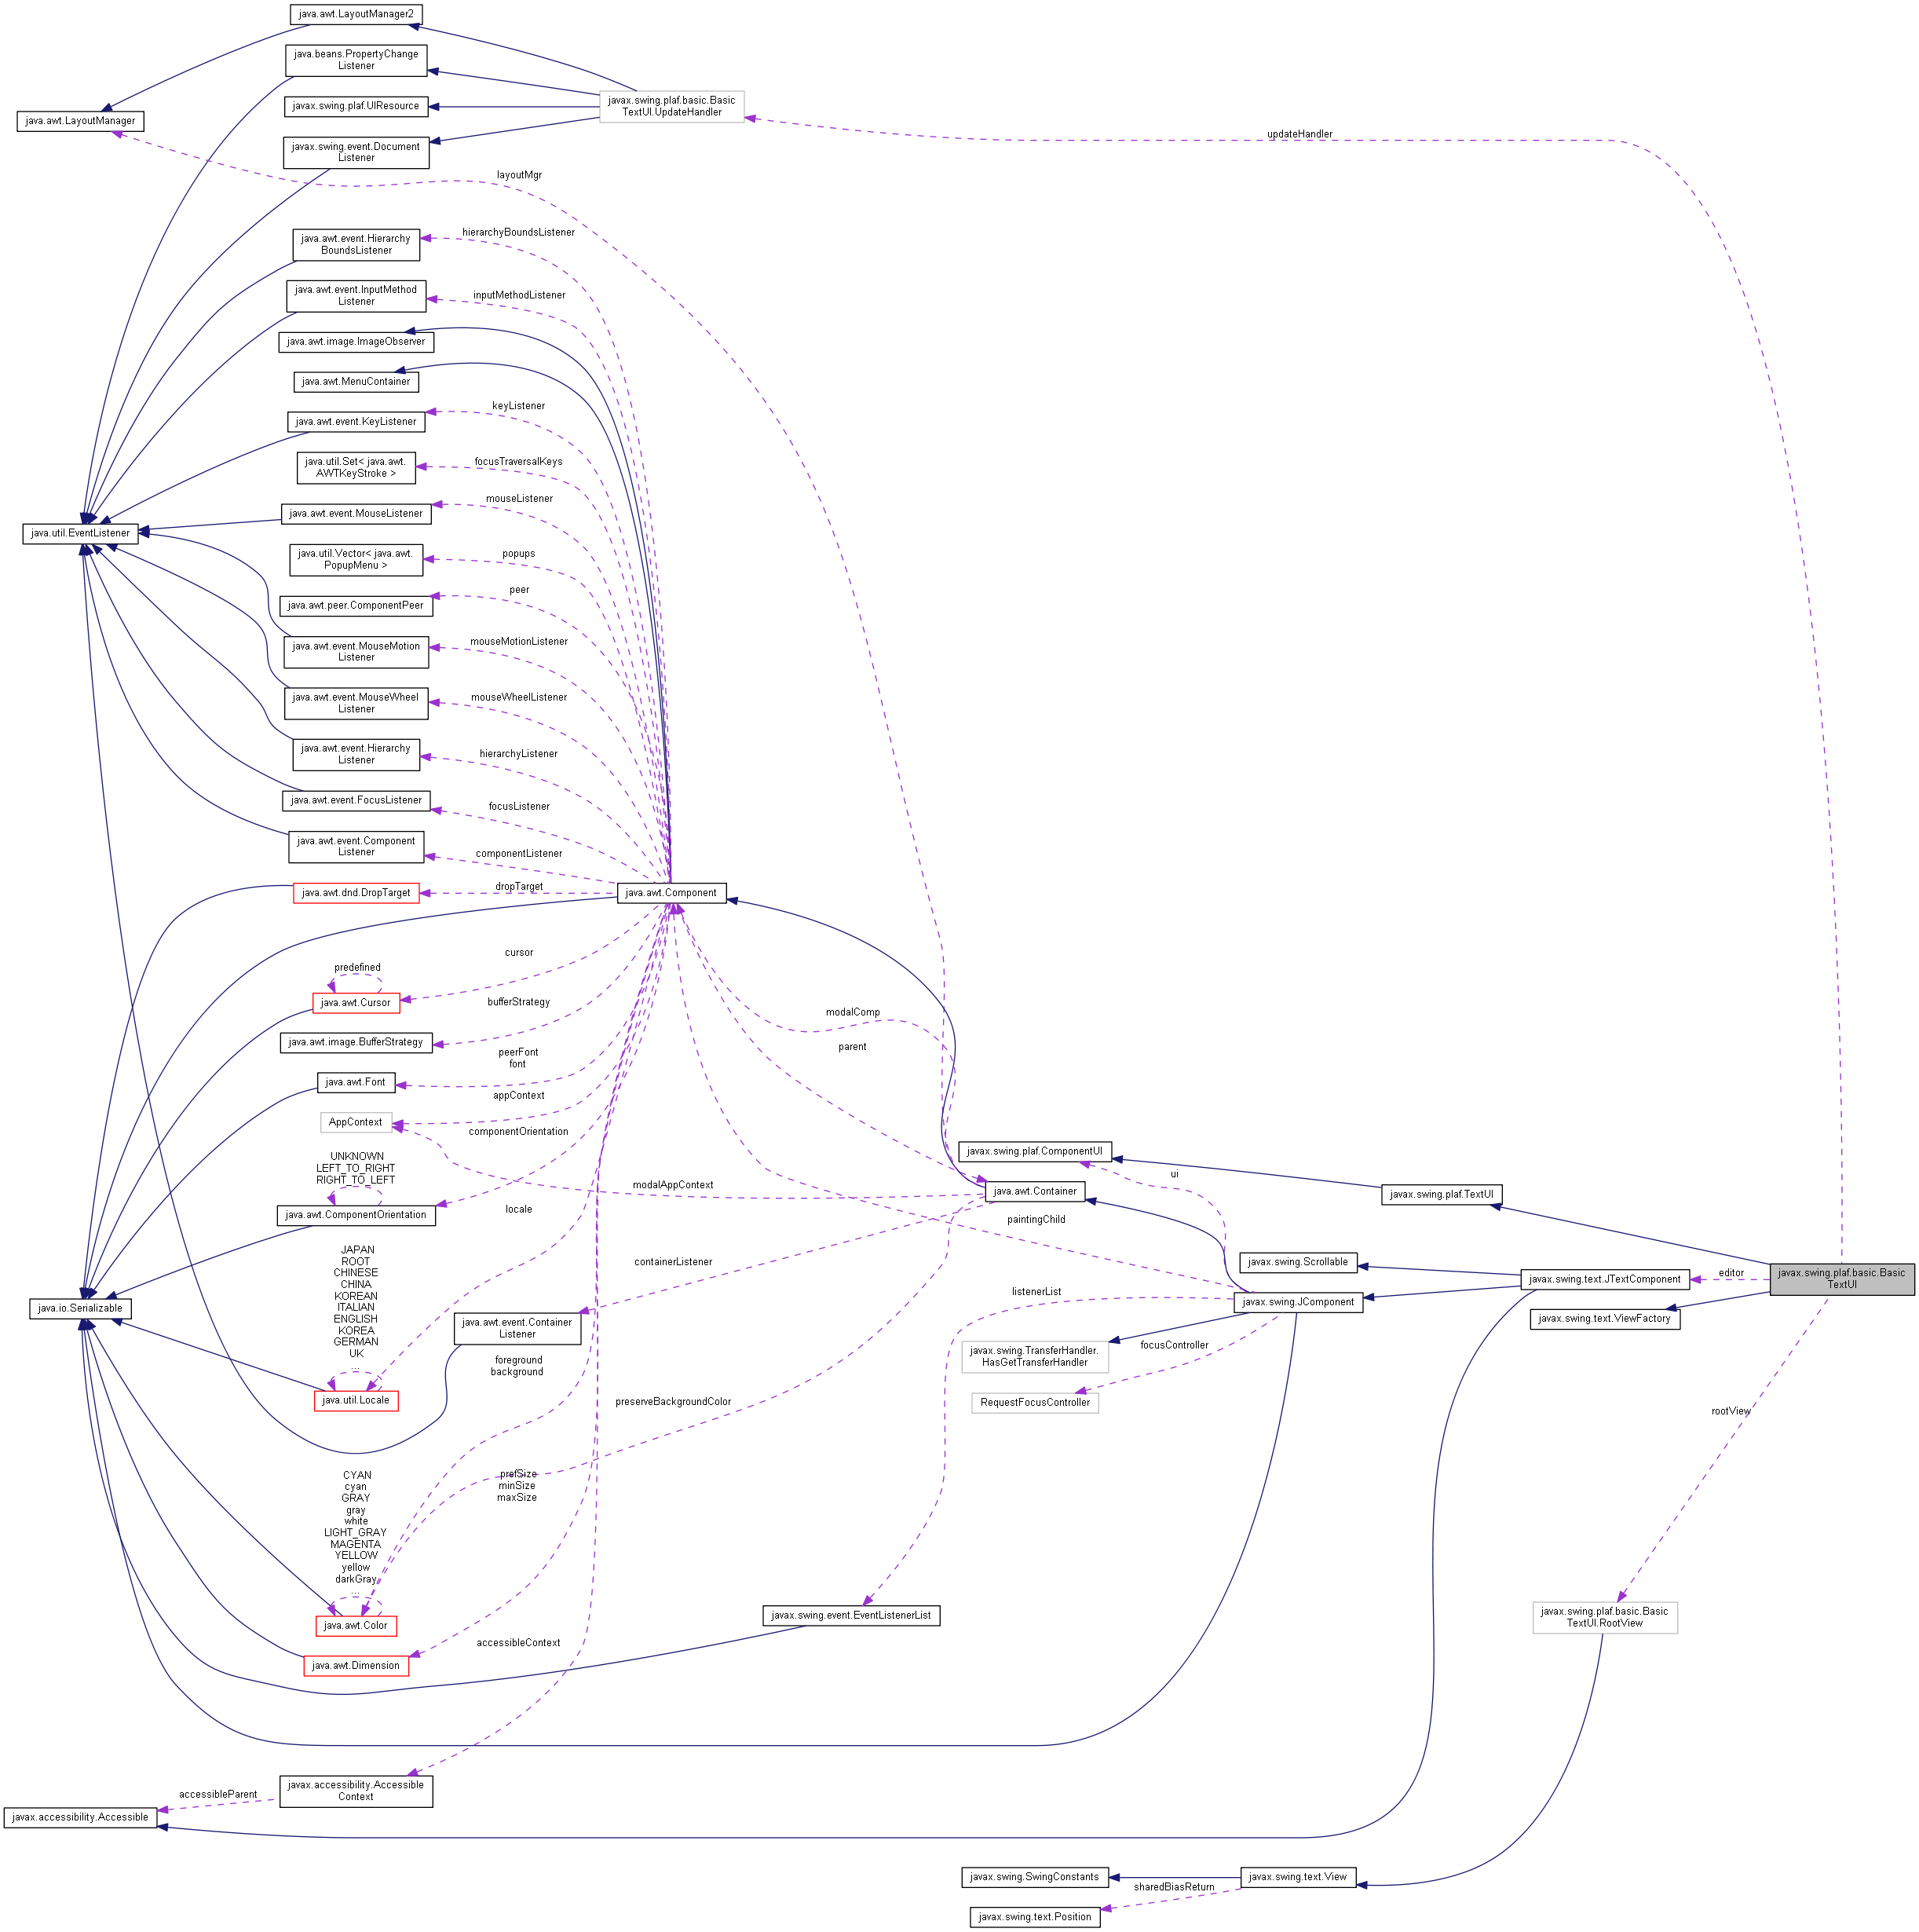 java.awt.LayoutManager2
java.beans.PropertyChange
Listener
javax.swing.plaf.UIResource
javax.swing.plaf.basic.Basic
TextUI.UpdateHandler
java.awt.LayoutManager
updateHandler
javax.swing.event.Document
Listener
layoutMgr
java.awt.event.Hierarchy
BoundsListener
hierarchyBoundsListener
java.awt.event.InputMethod
Listener
inputMethodListener
java.awt.image.ImageObserver
java.awt.MenuContainer
keyListener
java.awt.event.KeyListener
java.util.Set< java.awt.
AWTKeyStroke >
focusTraversalKeys
mouseListener
java.awt.event.MouseListener
java.util.EventListener
java.util.Vector< java.awt.
PopupMenu >
popups
peer
java.awt.peer.ComponentPeer
java.awt.event.MouseMotion
Listener
mouseMotionListener
java.awt.event.MouseWheel
Listener
mouseWheelListener
java.awt.event.Hierarchy
Listener
hierarchyListener
java.awt.event.FocusListener
focusListener
java.awt.event.Component
Listener
componentListener
java.awt.dnd.DropTarget
dropTarget
java.awt.Component
cursor
predefined
java.awt.Cursor
bufferStrategy
java.awt.image.BufferStrategy
modalComp
parent
peerFont
font
java.awt.Font
appContext
AppContext
componentOrientation
UNKNOWN
LEFT_TO_RIGHT
RIGHT_TO_LEFT
java.awt.ComponentOrientation
modalAppContext
locale
javax.swing.plaf.ComponentUI
ui
java.awt.Container
javax.swing.plaf.TextUI
paintingChild
JAPAN
ROOT
CHINESE
CHINA
KOREAN
ITALIAN
ENGLISH
KOREA
GERMAN
UK
...
java.util.Locale
java.io.Serializable
containerListener
java.awt.event.Container
Listener
javax.swing.Scrollable
javax.swing.text.JTextComponent
editor
javax.swing.plaf.basic.Basic
TextUI
listenerList
javax.swing.JComponent
javax.swing.text.ViewFactory
javax.swing.TransferHandler.
HasGetTransferHandler
focusController
RequestFocusController
foreground
background
preserveBackgroundColor
rootView
CYAN
cyan
GRAY
gray
white
LIGHT_GRAY
MAGENTA
YELLOW
yellow
darkGray
...
java.awt.Color
prefSize
minSize
maxSize
javax.swing.event.EventListenerList
javax.swing.plaf.basic.Basic
TextUI.RootView
accessibleContext
java.awt.Dimension
javax.accessibility.Accessible
Context
accessibleParent
javax.accessibility.Accessible
javax.swing.SwingConstants
javax.swing.text.View
sharedBiasReturn
javax.swing.text.Position